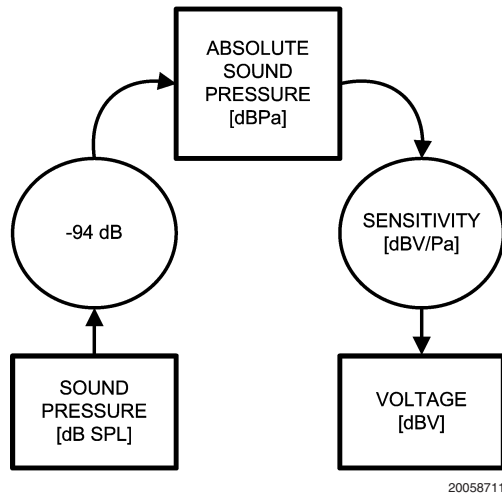 ABSOLUTE
SOUND
PRESSURE
[dBPa]
-94 dB
SENSITIVITY
[dBV/Pa]
SOUND
PRESSURE
[dB SPL]
VOLTAGE
[dBV]
20058711